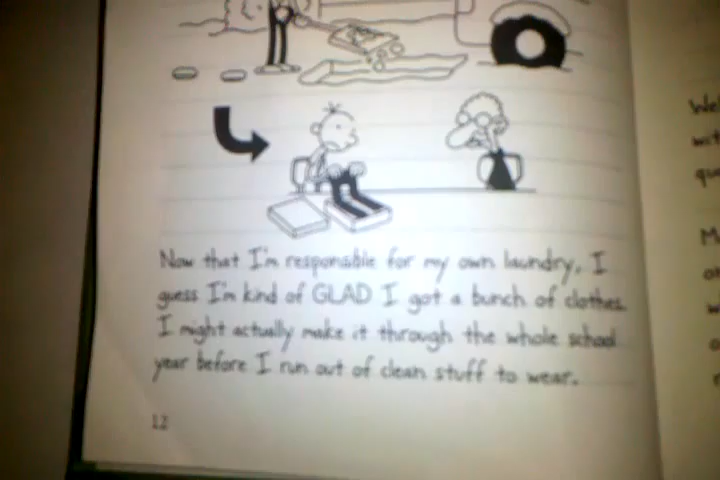 Now that I'm responsible for my own laundry, I
guess I'm kind of GLAD I got a bunch of clothes.
I might actually make it through the whole school
year before I run out of clean stuff to wear.
12